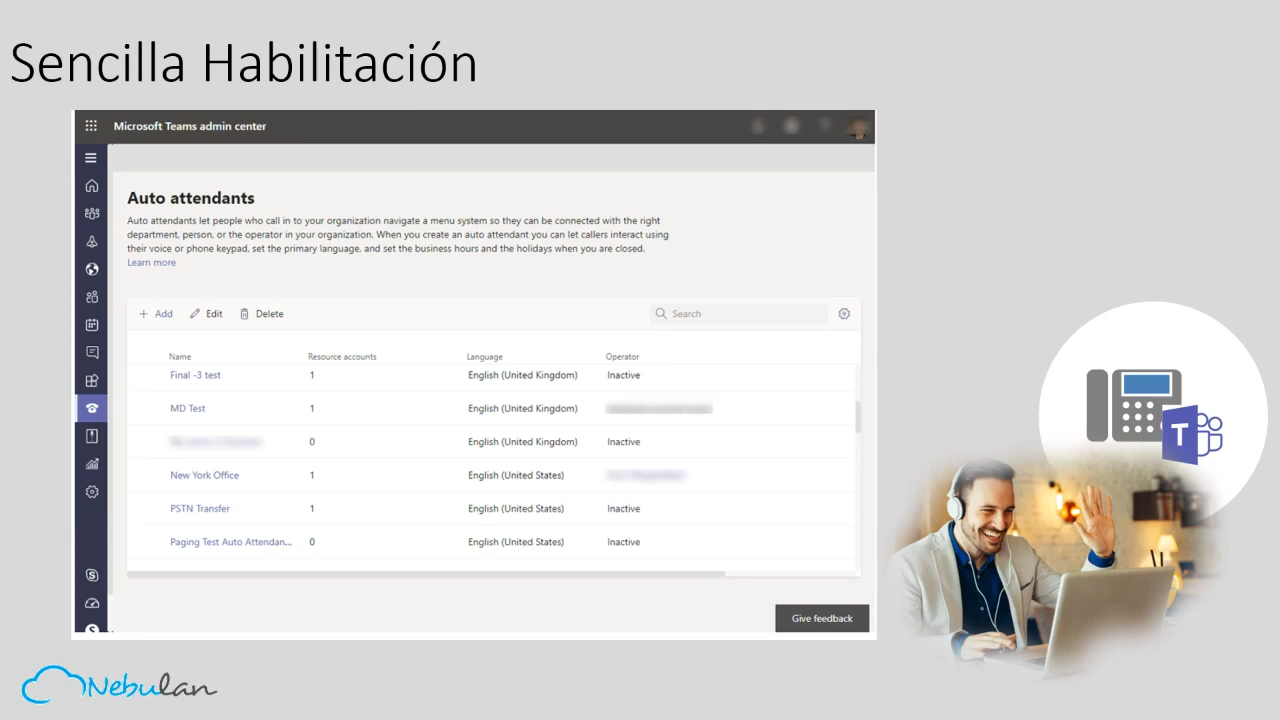 Sencilla Habilitación
Microsoft Teams admin center
Auto attendants
Auto attendants let people who call in to your organization navigate a menu system so they can be connected with the right
department, person, or the operator in your organization. When you create an auto attendant you can let callers interact using
their voice or phone keypad, set the primary language, and set the business hours and the holidays when you are closed.
Learn more
Add Edit Delete Search
Name Resource accounts Language Operator
Final -3 test 1 English (United Kingdom) Inactive
MD Test 1 English (United Kingdom)
0 English (United Kingdom) Inactive
New York Office 1 English (United States)
PSTN Transfer 1 English (United States) Inactive
Paging Test Auto Attendan... 0 English (United States) Inactive
Give feedback
T
Nebulan